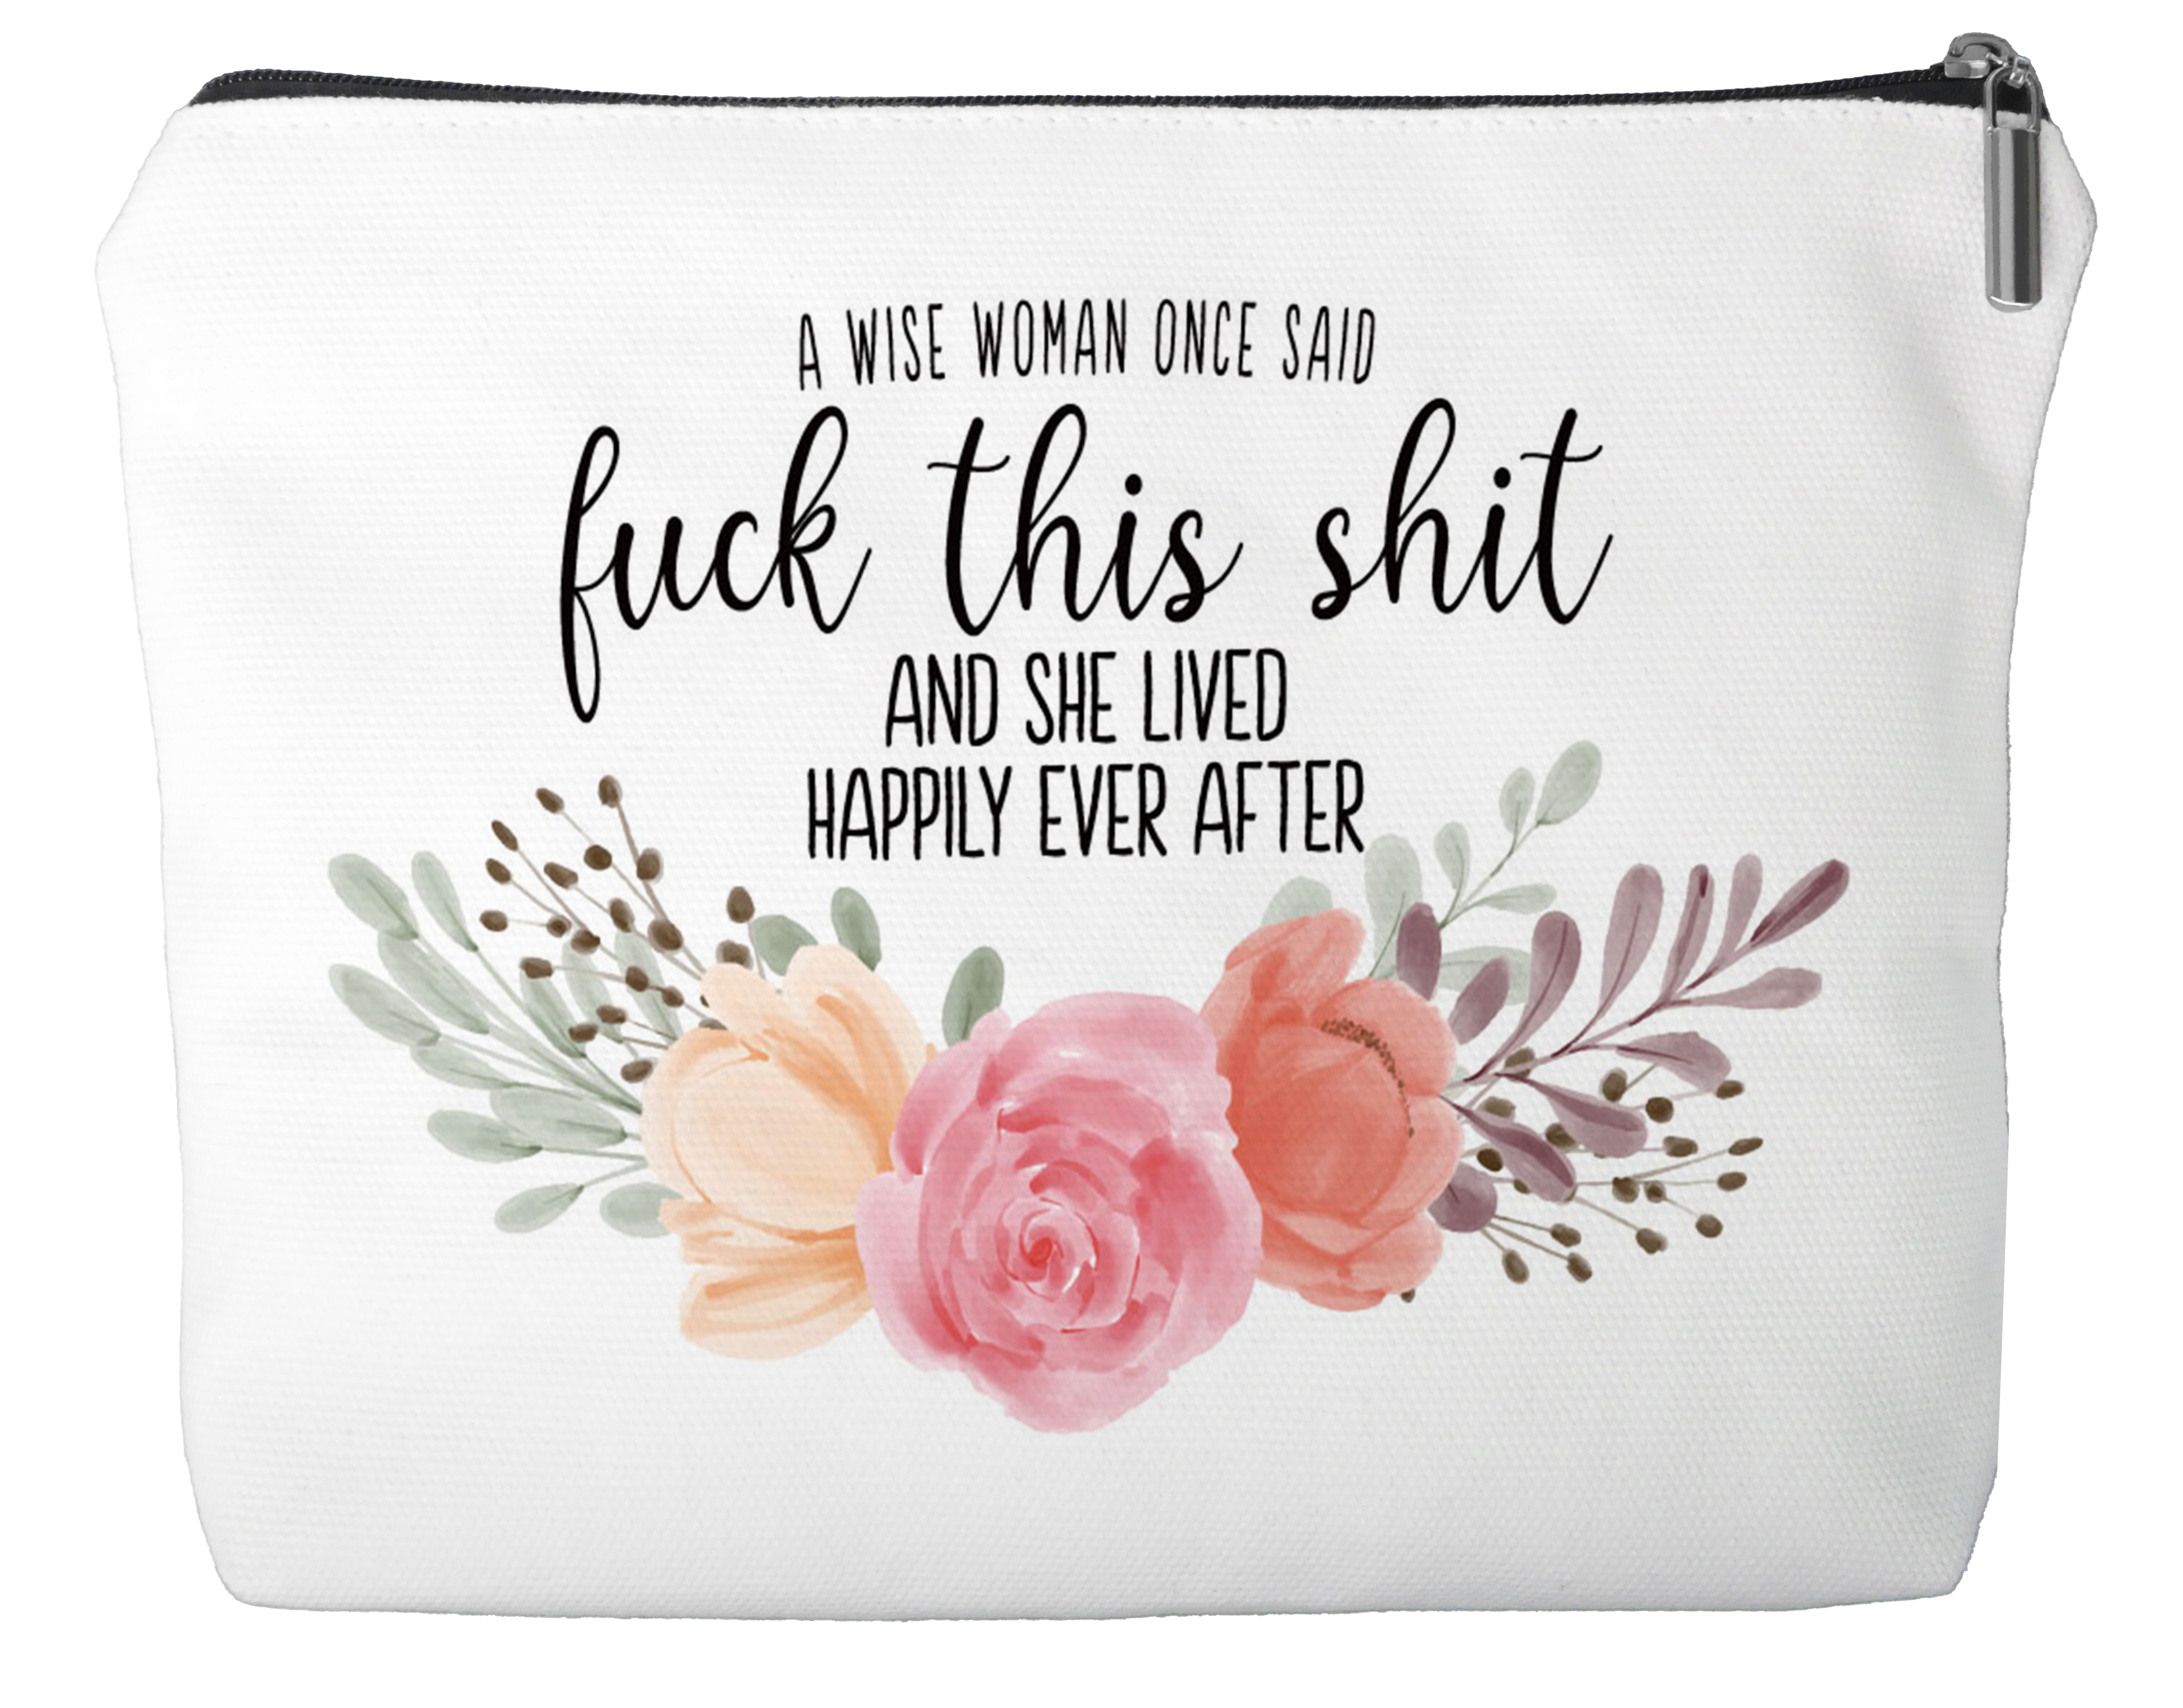 A WISE WOMAN ONCE SAID
fuck this shit
AND SHE LIVED
HAPPILY EVER AFTER